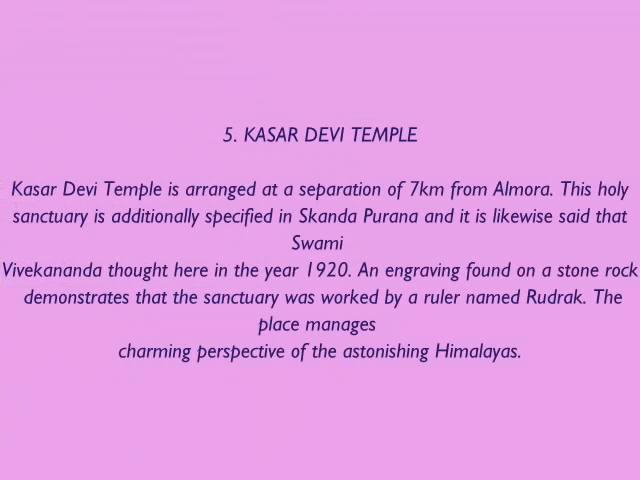 5. KASAR DEVI TEMPLE
Kasar Devi Temple is arranged at a separation of 7km from Almora. This holy
sanctuary is additionally specified in Skanda Purana and it is likewise said that
Swami
Vivekananda thought here in the year 1920. An engraving found on a stone rock
demonstrates that the sanctuary was worked by a ruler named Rudrak. The
place manages
charming perspective of the astonishing Himalayas.